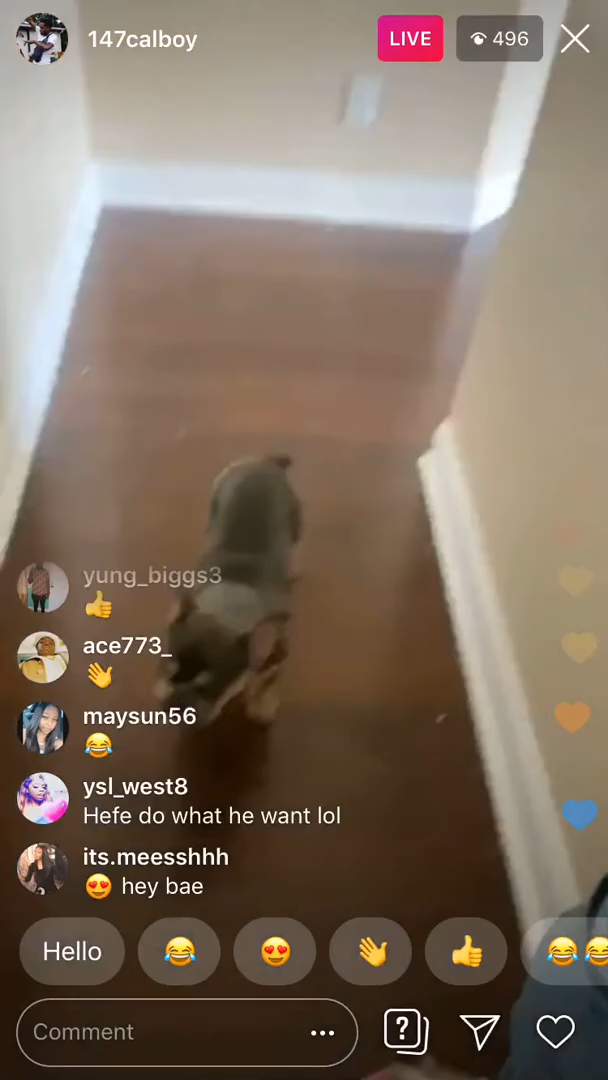 147calboy
LIVE
496
yung_biggs3
👍
ace773_
👋
maysun56
😂
ysl_west8
Hefe do what he want lol
its.meesshhh
😍 hey bae
Hello 😂 😍 👋 👍 😂😂
Comment